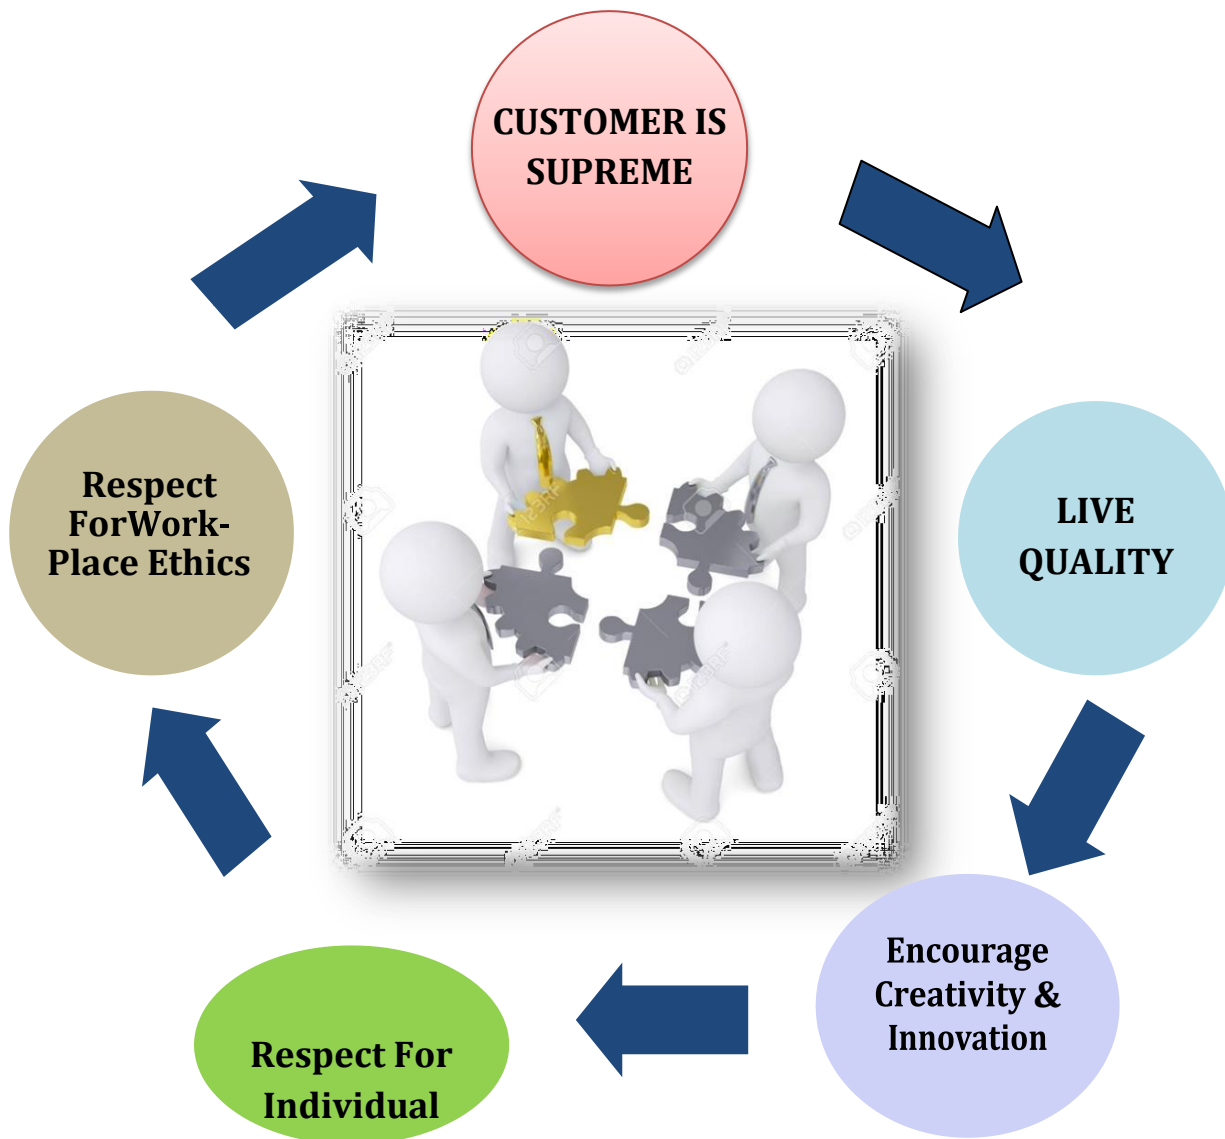 CUSTOMER IS
SUPREME
LIVE
QUALITY
Encourage
Creativity &
Innovation
Respect For
Individual
Respect
ForWork-
Place Ethics